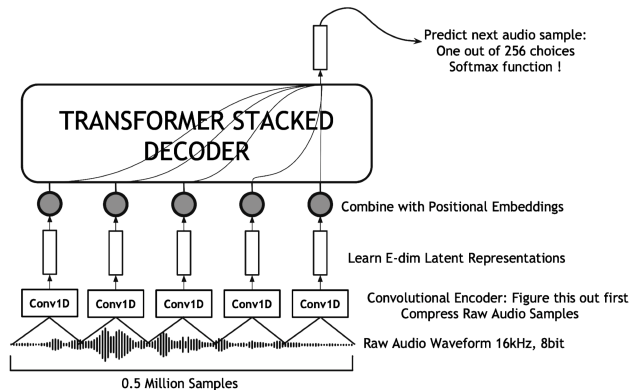 Predict next audio sample:
One out of 256 choices
Softmax function !
TRANSFORMER STACKED
DECODER
Combine with Positional Embeddings
Learn E-dim Latent Representations
Conv1D Conv1D Conv1D Conv1D Conv1D
Convolutional Encoder: Figure this out first
Compress Raw Audio Samples
Raw Audio Waveform 16kHz, 8bit
0.5 Million Samples